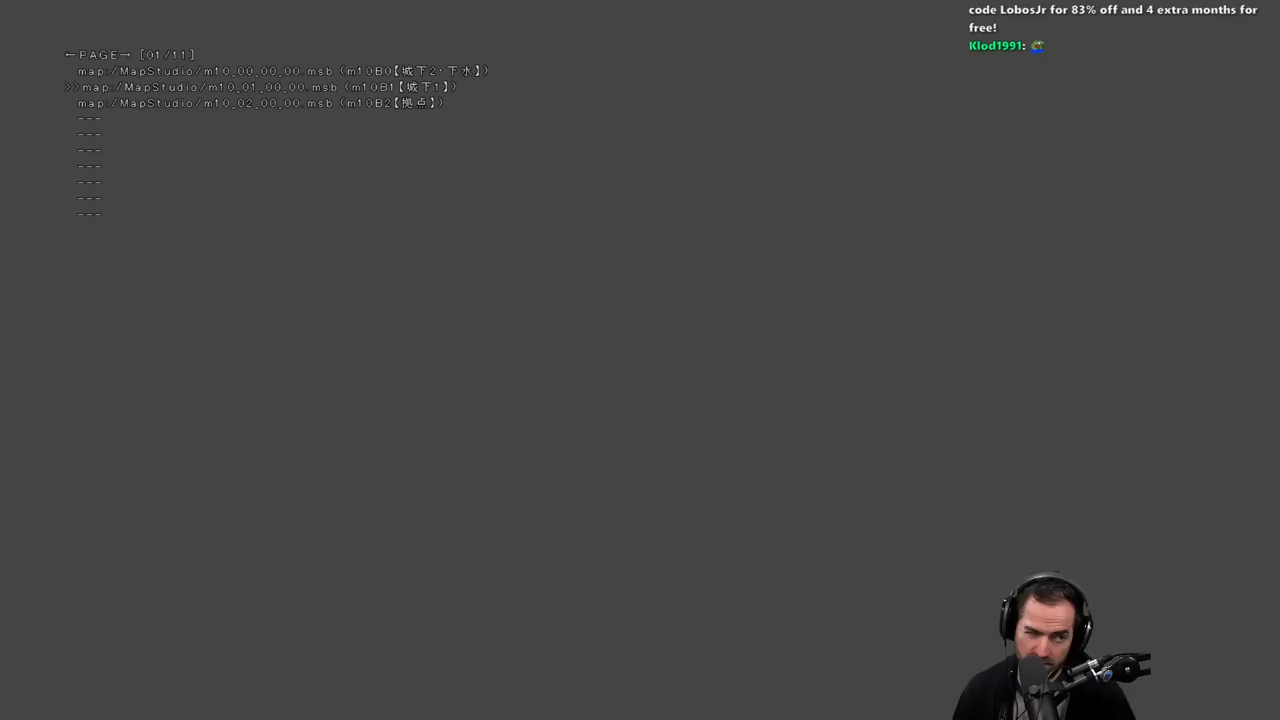 code LobosJr for 83% off and 4 extra months for
free!
Klod1991:
←PAGE→ [01/11]
map:/MapStudio/m10_00_00_00.msb (m10B0【城下2・下水】)
>>map:/MapStudio/m10_01_00_00.msb (m10B1【城下1】)
map:/MapStudio/m10_02_00_00.msb (m10B2【拠点】)
---
---
---
---
---
---
---